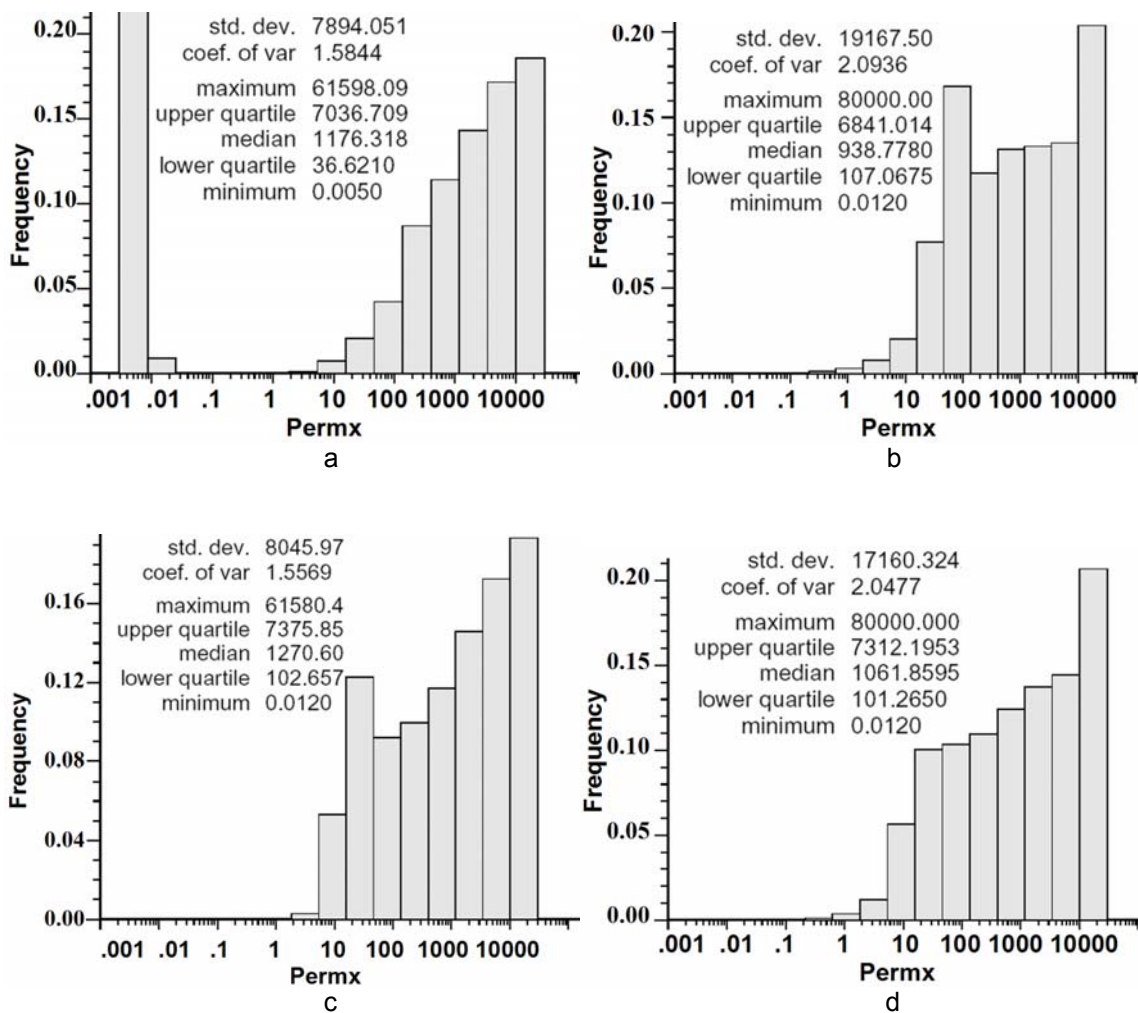 std. dev. 7894.051
coef. of var 1.5844
maximum 61598.09
upper quartile 7036.709
median 1176.318
lower quartile 36.6210
minimum 0.0050
0.20
0.15
0.10
0.05
0.00
Frequency
.001 .01 .1 1 10 100 1000 10000
Permx
a
std. dev. 19167.50
coef. of var 2.0936
maximum 80000.00
upper quartile 6841.014
median 938.7780
lower quartile 107.0675
minimum 0.0120
0.20
0.15
0.10
0.05
0.00
Frequency
.001 .01 .1 1 10 100 1000 10000
Permx
b
std. dev. 8045.97
coef. of var 1.5569
maximum 61580.4
upper quartile 7375.85
median 1270.60
lower quartile 102.657
minimum 0.0120
0.16
0.12
0.08
0.04
0.00
Frequency
.001 .01 .1 1 10 100 1000 10000
Permx
c
std. dev. 17160.324
coef. of var 2.0477
maximum 80000.000
upper quartile 7312.1953
median 1061.8595
lower quartile 101.2650
minimum 0.0120
0.20
0.15
0.10
0.05
0.00
Frequency
.001 .01 .1 1 10 100 1000 10000
Permx
d